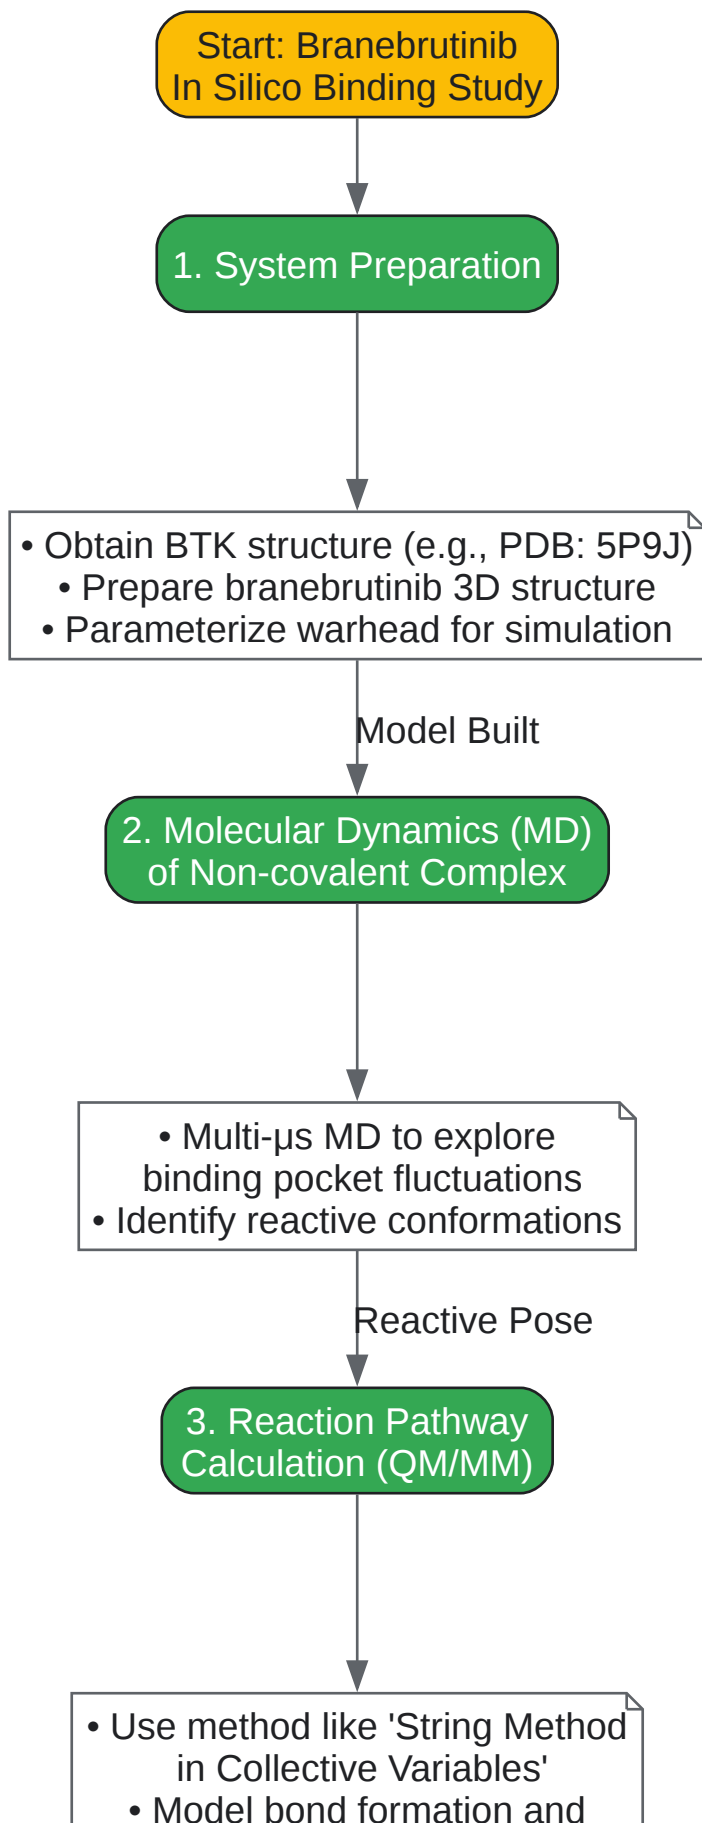 Start: Branebrutinib
In Silico Binding Study
1. System Preparation
• Obtain BTK structure (e.g., PDB: 5P9J)
• Prepare branebrutinib 3D structure
• Parameterize warhead for simulation
Model Built
2. Molecular Dynamics (MD)
of Non-covalent Complex
• Multi-μs MD to explore
binding pocket fluctuations
• Identify reactive conformations
Reactive Pose
3. Reaction Pathway
Calculation (QM/MM)
• Use method like 'String Method
in Collective Variables'
• Model bond formation and